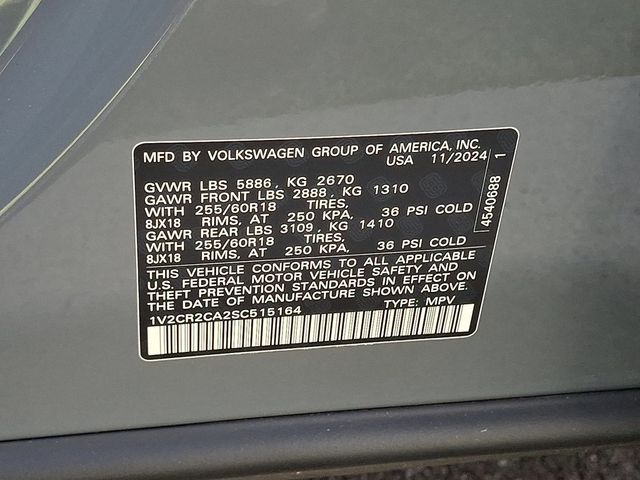 MFD BY VOLKSWAGEN GROUP OF AMERICA, INC.
USA 11/2024
GVWR LBS 5886, KG 2670
GAWR FRONT LBS 2888, KG 1310
WITH 255/60R18 TIRES,
8JX18 RIMS, AT 250 KPA, 36 PSI COLD
GAWR REAR LBS 3109, KG 1410
WITH 255/60R18 TIRES,
8JX18 RIMS, AT 250 KPA, 36 PSI COLD
THIS VEHICLE CONFORMS TO ALL APPLICABLE
U.S. FEDERAL MOTOR VEHICLE SAFETY AND
THEFT PREVENTION STANDARDS IN EFFECT ON
THE DATE OF MANUFACTURE SHOWN ABOVE.
1V2CR2CA2SC515164 TYPE: MPV
4540688 1